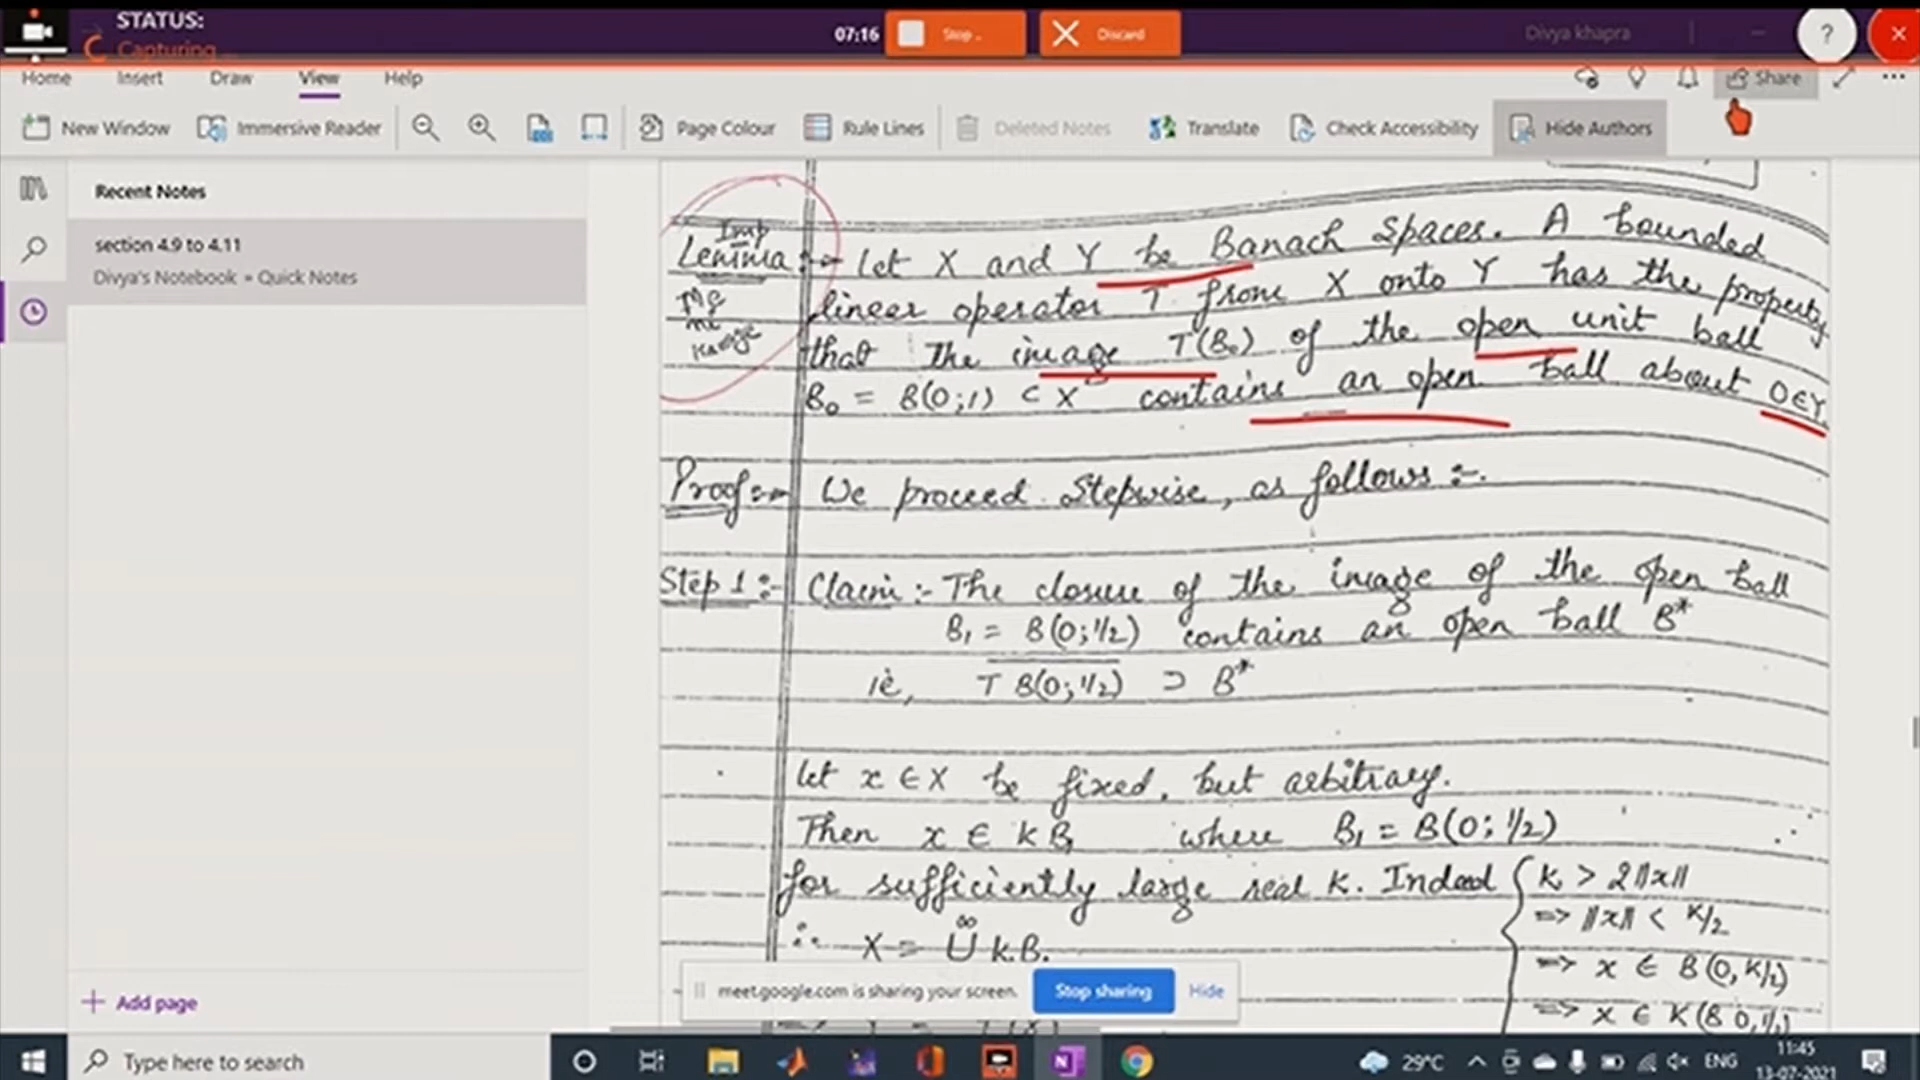 STATUS:
Capturing ...
07:16
Stop .
Discard
Divya khapra
?
Home Insert Draw View Help
Share
New Window Immersive Reader Page Colour Rule Lines Deleted Notes Translate Check Accessibility Hide Authors
Recent Notes
section 4.9 to 4.11
Divya's Notebook » Quick Notes
Add page
Imp
Lemma :- Let X and Y be Banach Spaces. A bounded
linear operator T from X onto Y has the property
that the image T(B₀) of the open unit ball
B₀ = B(0;1) ⊂ X contains an open ball about 0∈Y.
Proof:- We proceed Stepwise, as follows :-.
Step 1:- Claim :- The closure of the image of the open ball
B₁ = B(0;1/2) contains an open ball B*
ie, T B(0;1/2) ⊃ B*
Let x ∈ X be fixed, but arbitrary.
Then x ∈ k B₁ where B₁ = B(0; 1/2)
for sufficiently large real k. Indeed
k > 2||x||
=> ||x|| < k/2
=> x ∈ B(0, k/2)
=> x ∈ K(B 0,1/2)
∴ X = ∞∪ k B₁
meet.google.com is sharing your screen. Stop sharing Hide
Type here to search
29°C
ENG
11:45
13-07-2021